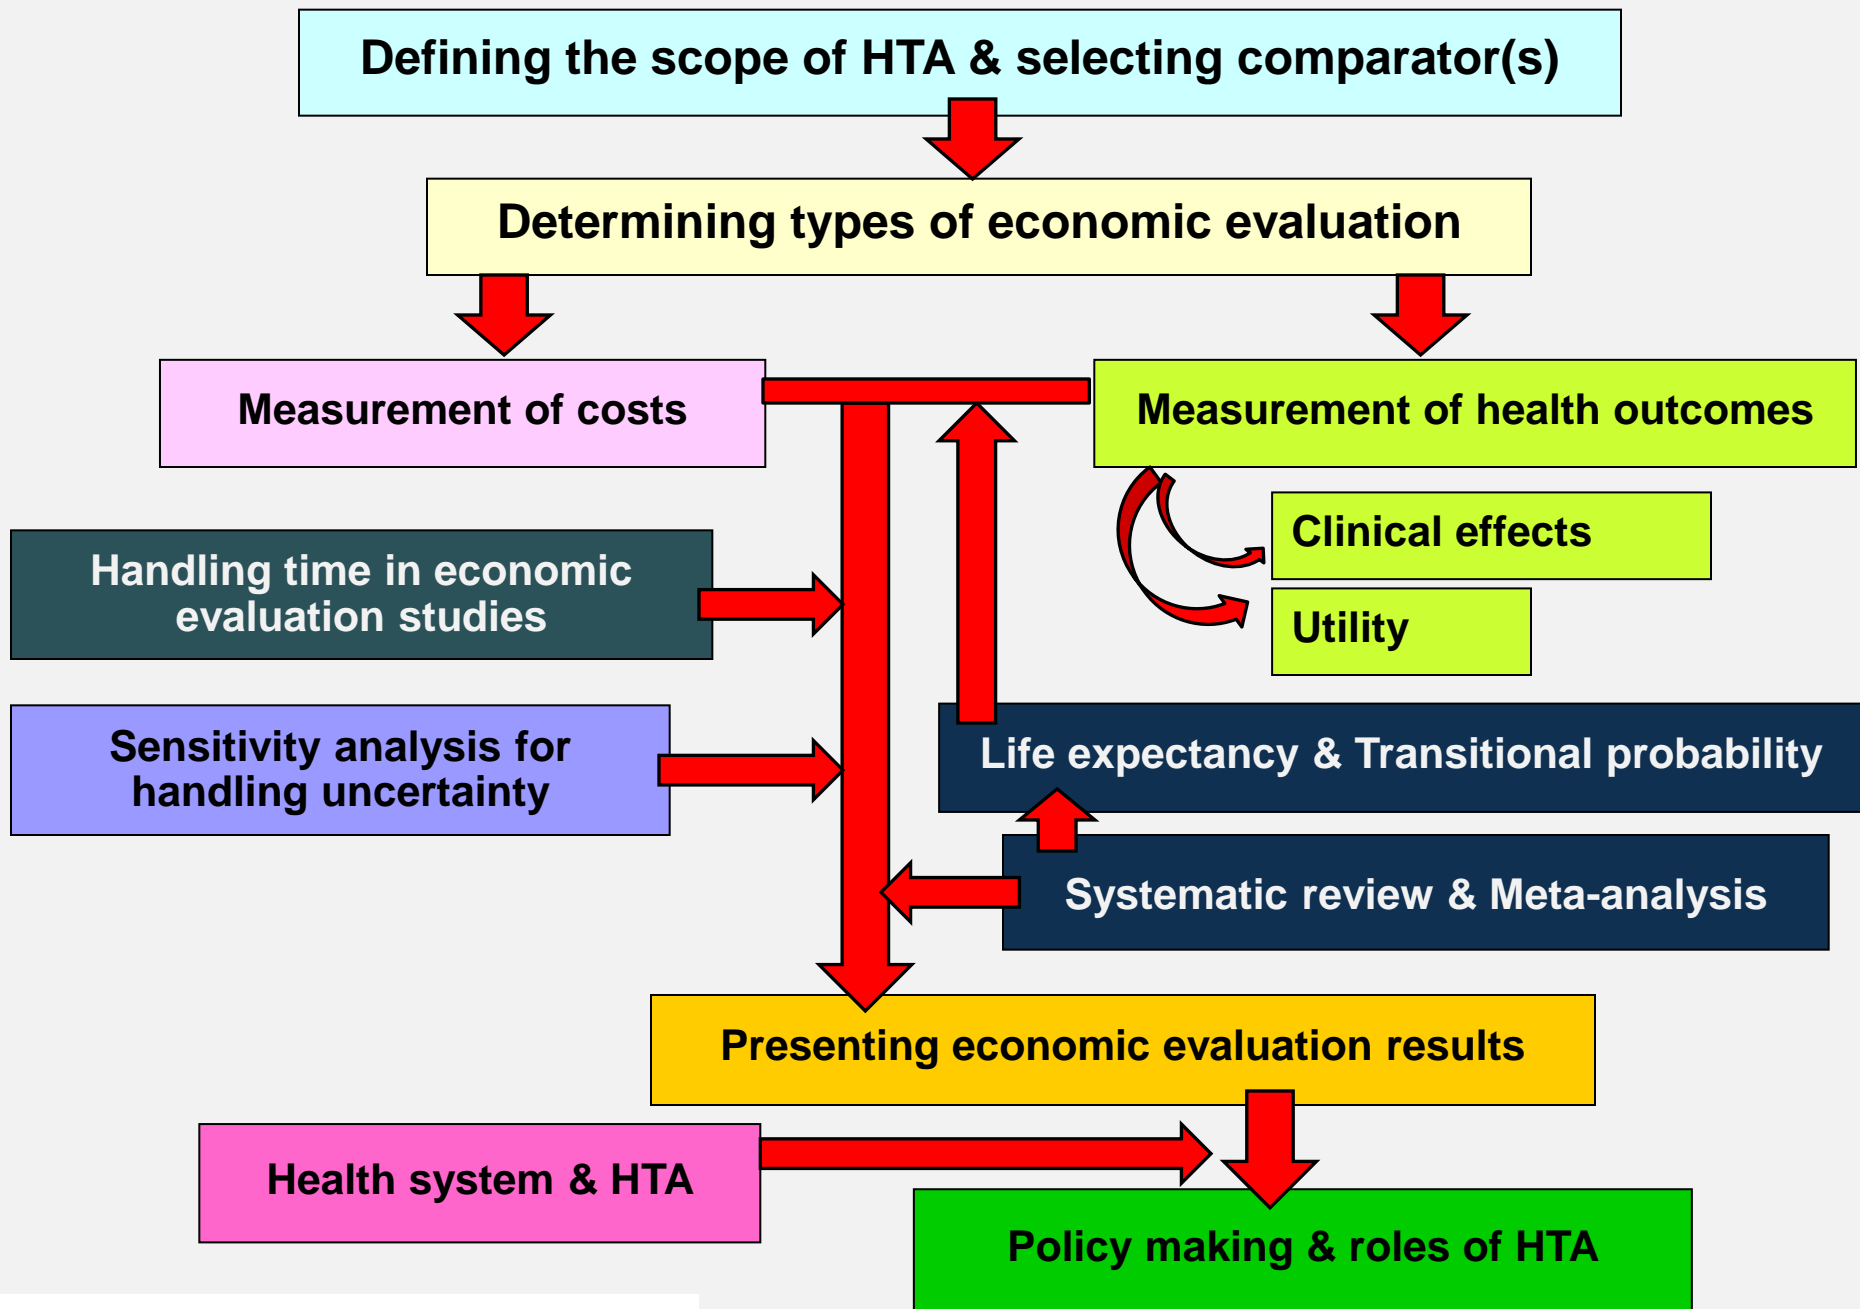 Defining the scope of HTA & selecting comparator(s)
Determining types of economic evaluation
Measurement of costs
Measurement of health outcomes
Clinical effects
Utility
Handling time in economic
evaluation studies
Sensitivity analysis for
handling uncertainty
Life expectancy & Transitional probability
Systematic review & Meta-analysis
Presenting economic evaluation results
Health system & HTA
Policy making & roles of HTA